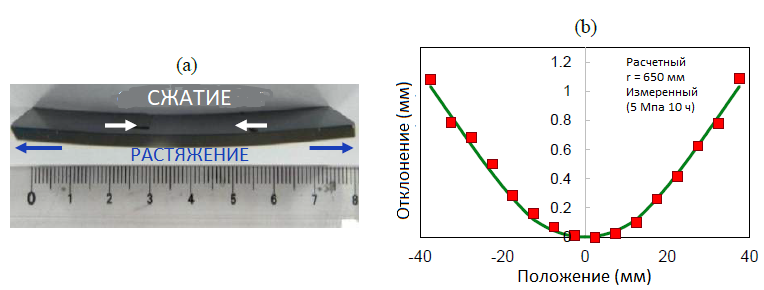 (a)
СЖАТИЕ
РАСТЯЖЕНИЕ
0 1 2 3 4 5 6 7 8
(b)
Расчетный
r = 650 мм
Измеренный
(5 Мпа 10 ч)
Отклонение (мм)
1.2
1
0.8
0.6
0.4
0.2
0
-40 -20 0 20 40
Положение (мм)